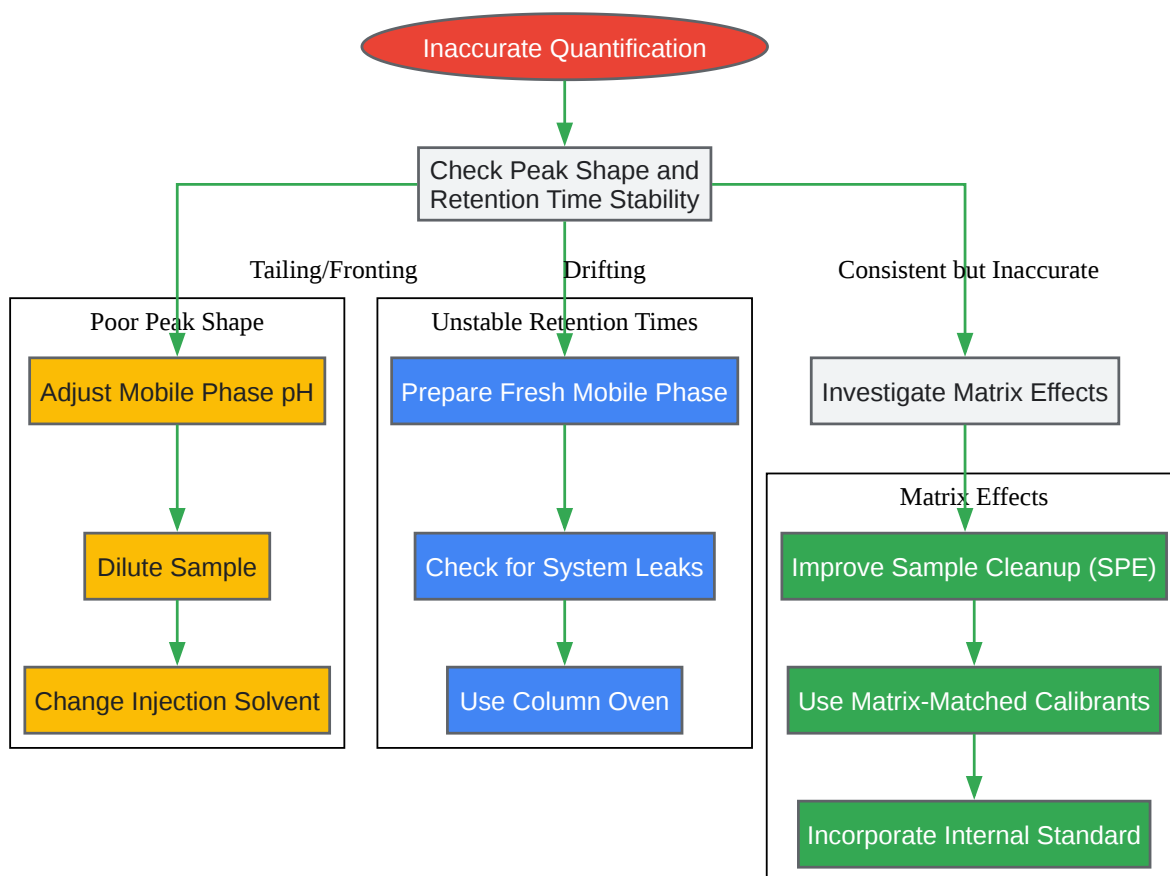 Inaccurate Quantification
Check Peak Shape and
Retention Time Stability
Tailing/Fronting
Drifting
Consistent but Inaccurate
Poor Peak Shape
Unstable Retention Times
Adjust Mobile Phase pH
Prepare Fresh Mobile Phase
Investigate Matrix Effects
Matrix Effects
Dilute Sample
Check for System Leaks
Improve Sample Cleanup (SPE)
Change Injection Solvent
Use Column Oven
Use Matrix-Matched Calibrants
Incorporate Internal Standard